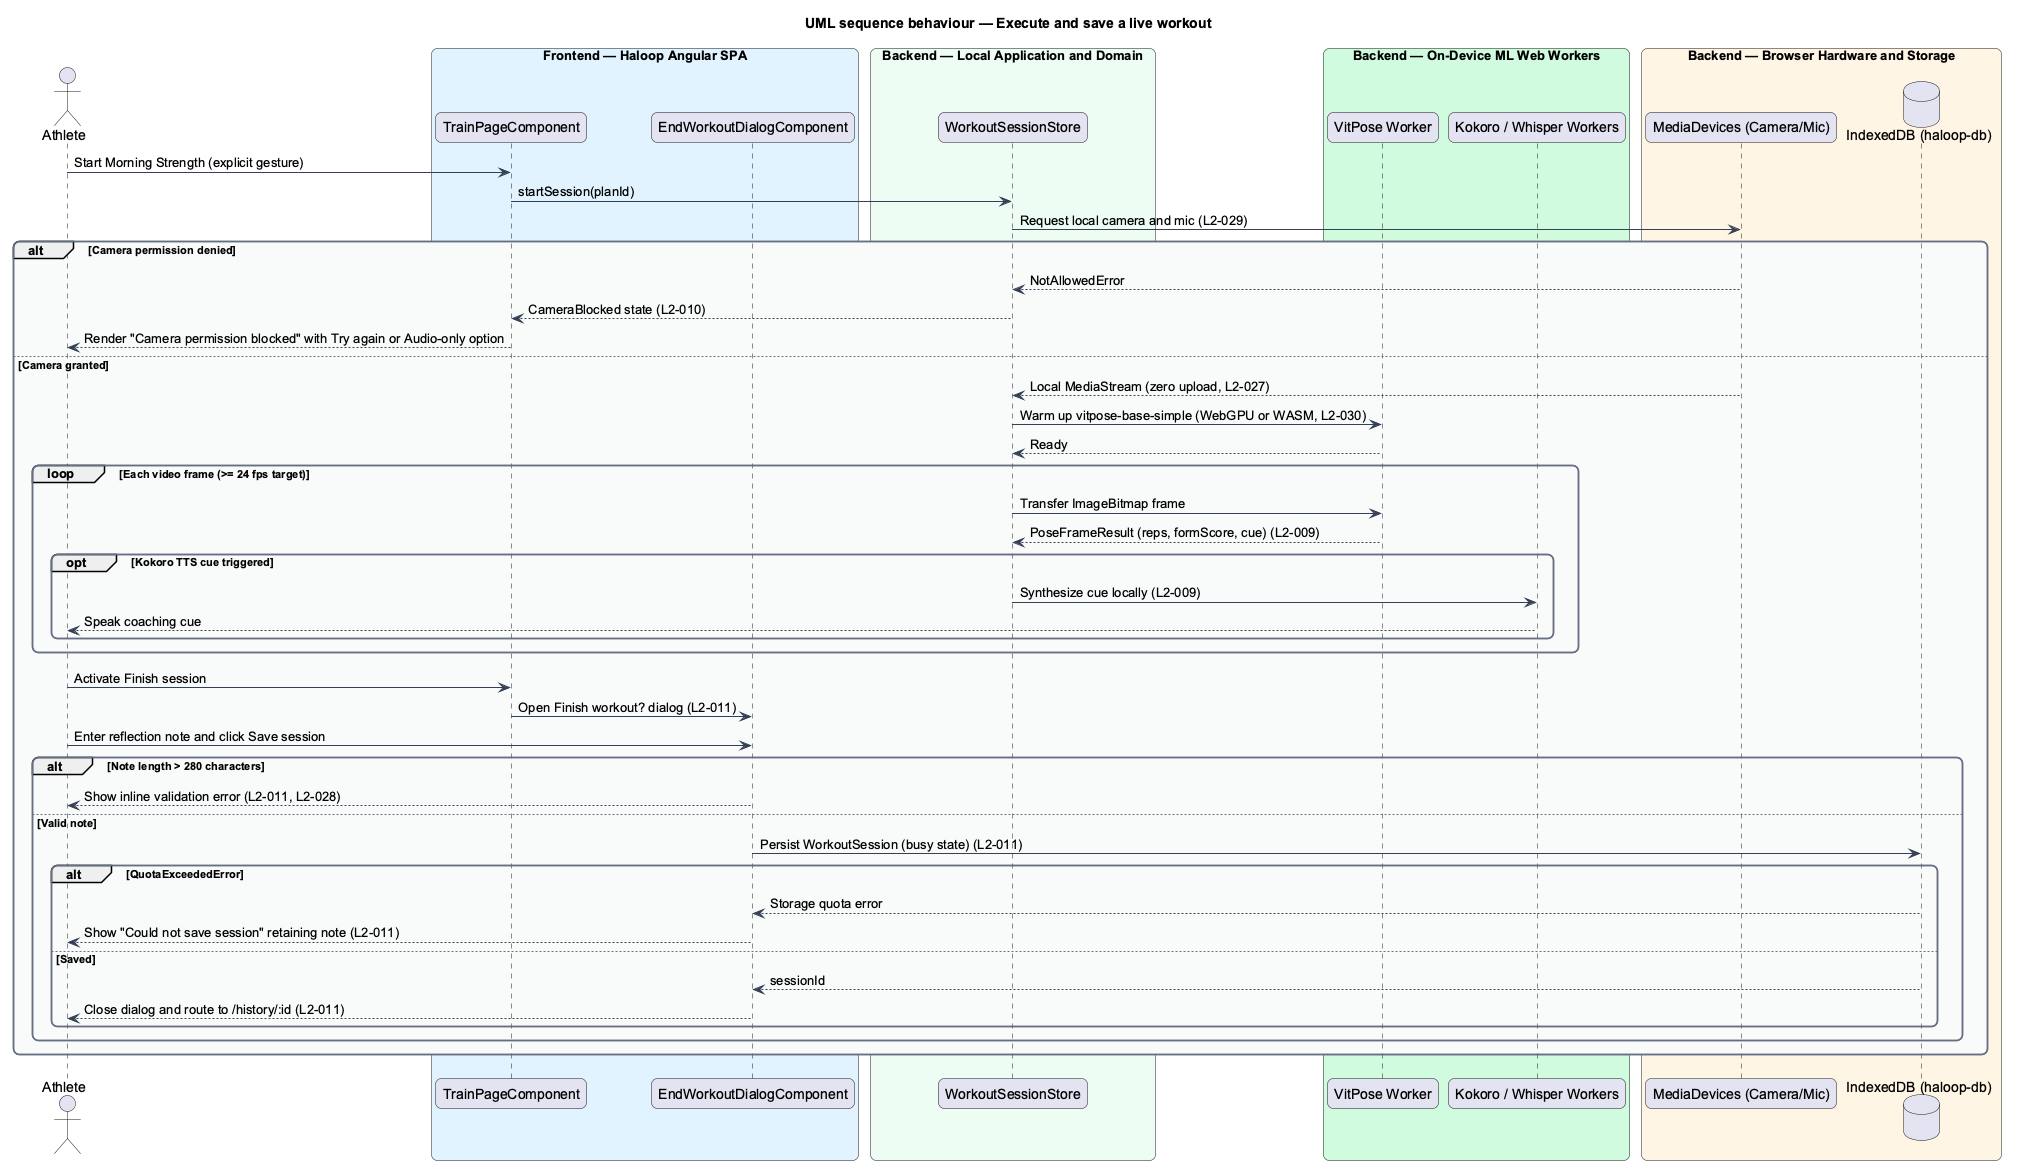 UML sequence behaviour — Execute and save a live workout
Frontend — Haloop Angular SPA
Backend — Local Application and Domain
Backend — On-Device ML Web Workers
Backend — Browser Hardware and Storage
Athlete
TrainPageComponent
EndWorkoutDialogComponent
WorkoutSessionStore
VitPose Worker
Kokoro / Whisper Workers
MediaDevices (Camera/Mic)
IndexedDB (haloop-db)
Start Morning Strength (explicit gesture)
startSession(planId)
Request local camera and mic (L2-029)
alt
[Camera permission denied]
NotAllowedError
CameraBlocked state (L2-010)
Render "Camera permission blocked" with Try again or Audio-only option
[Camera granted]
Local MediaStream (zero upload, L2-027)
Warm up vitpose-base-simple (WebGPU or WASM, L2-030)
Ready
loop
[Each video frame (>= 24 fps target)]
Transfer ImageBitmap frame
PoseFrameResult (reps, formScore, cue) (L2-009)
opt
[Kokoro TTS cue triggered]
Synthesize cue locally (L2-009)
Speak coaching cue
Activate Finish session
Open Finish workout? dialog (L2-011)
Enter reflection note and click Save session
alt
[Note length > 280 characters]
Show inline validation error (L2-011, L2-028)
[Valid note]
Persist WorkoutSession (busy state) (L2-011)
alt
[QuotaExceededError]
Storage quota error
Show "Could not save session" retaining note (L2-011)
[Saved]
sessionId
Close dialog and route to /history/:id (L2-011)
Athlete
TrainPageComponent
EndWorkoutDialogComponent
WorkoutSessionStore
VitPose Worker
Kokoro / Whisper Workers
MediaDevices (Camera/Mic)
IndexedDB (haloop-db)